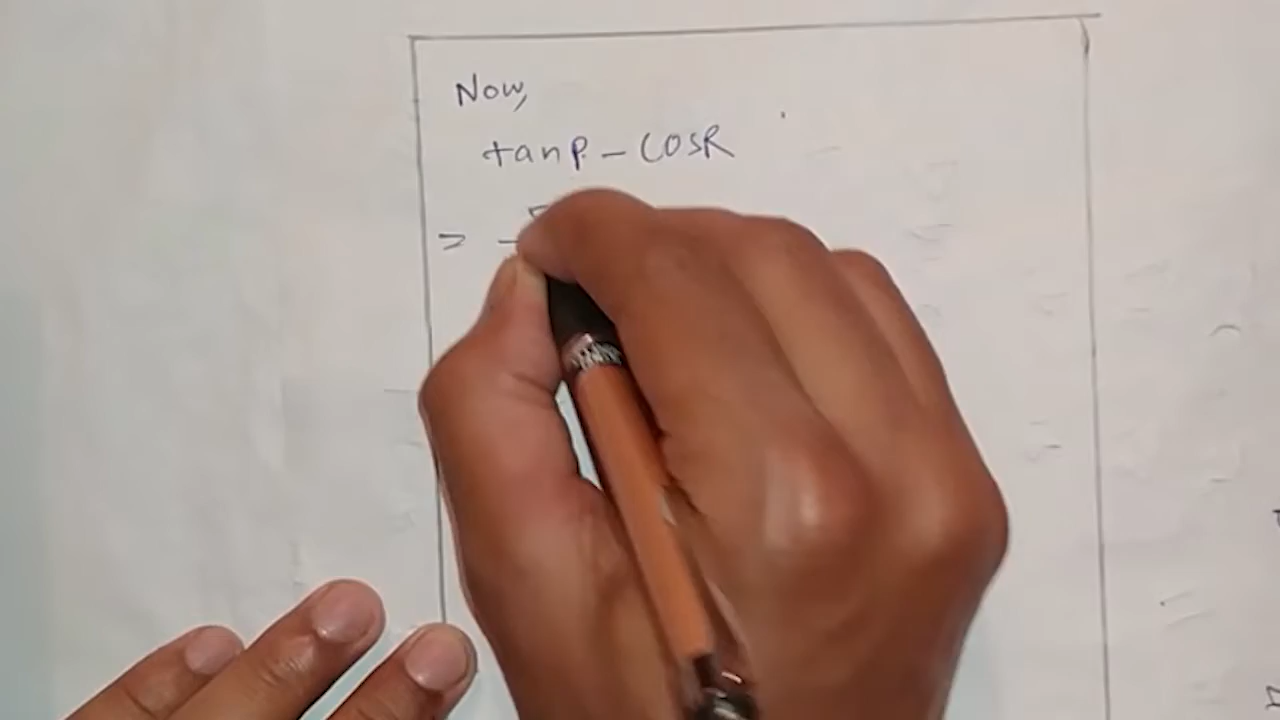 Now,
tanP - COSR
=